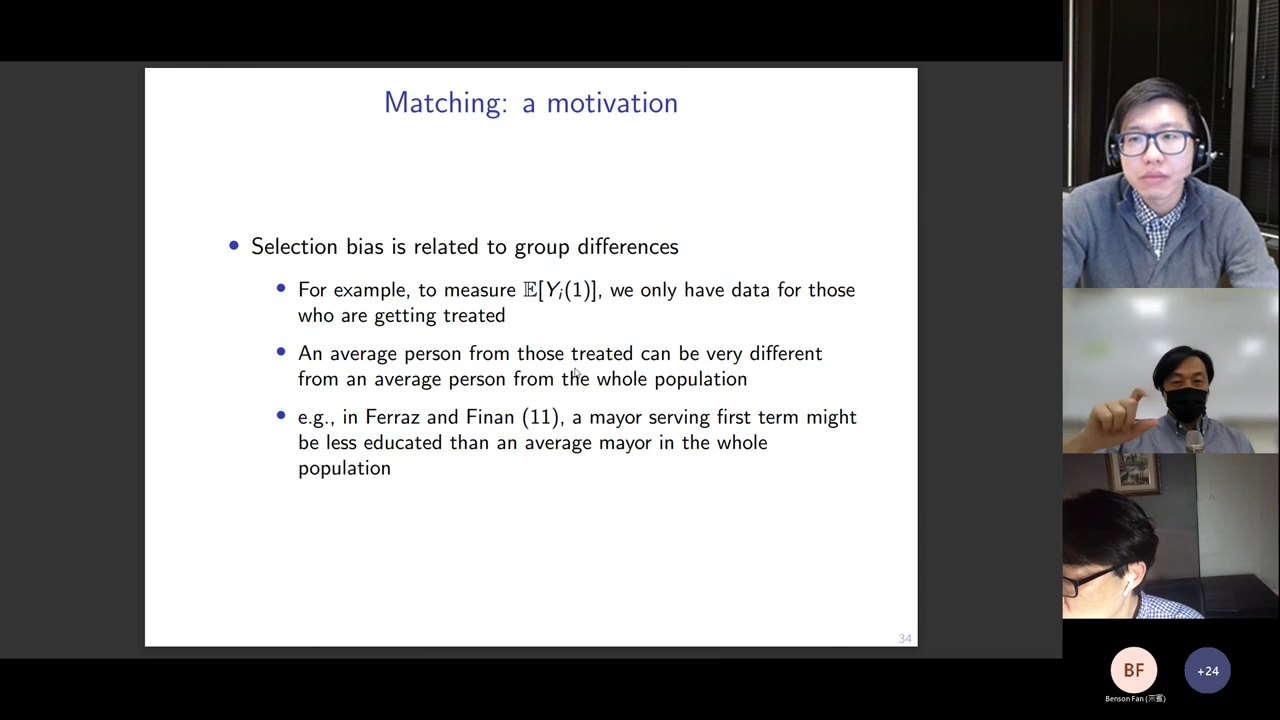 Matching: a motivation
• Selection bias is related to group differences
• For example, to measure 𝔼[Yᵢ(1)], we only have data for those
who are getting treated
• An average person from those treated can be very different
from an average person from the whole population
• e.g., in Ferraz and Finan (11), a mayor serving first term might
be less educated than an average mayor in the whole
population
34
BF
+24
Benson Fan